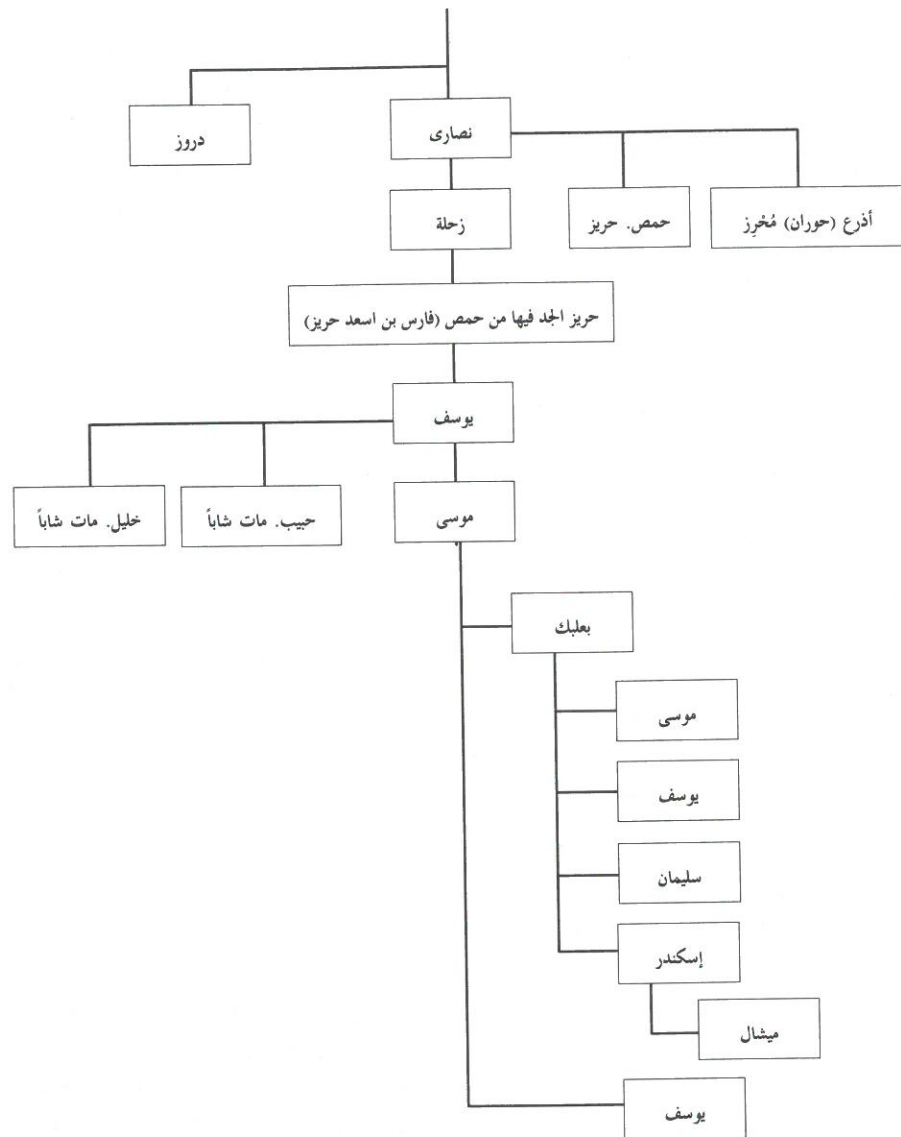 دروز
نصارى
أذرع (حوران) مُحْرِز
حمص. حريز
زحلة
حريز الجد فيها من حمص (فارس بن اسعد حريز)
يوسف
حبيب. مات شاباً
خليل. مات شاباً
موسى
بعلبك
موسى
يوسف
سليمان
إسكندر
ميشال
يوسف